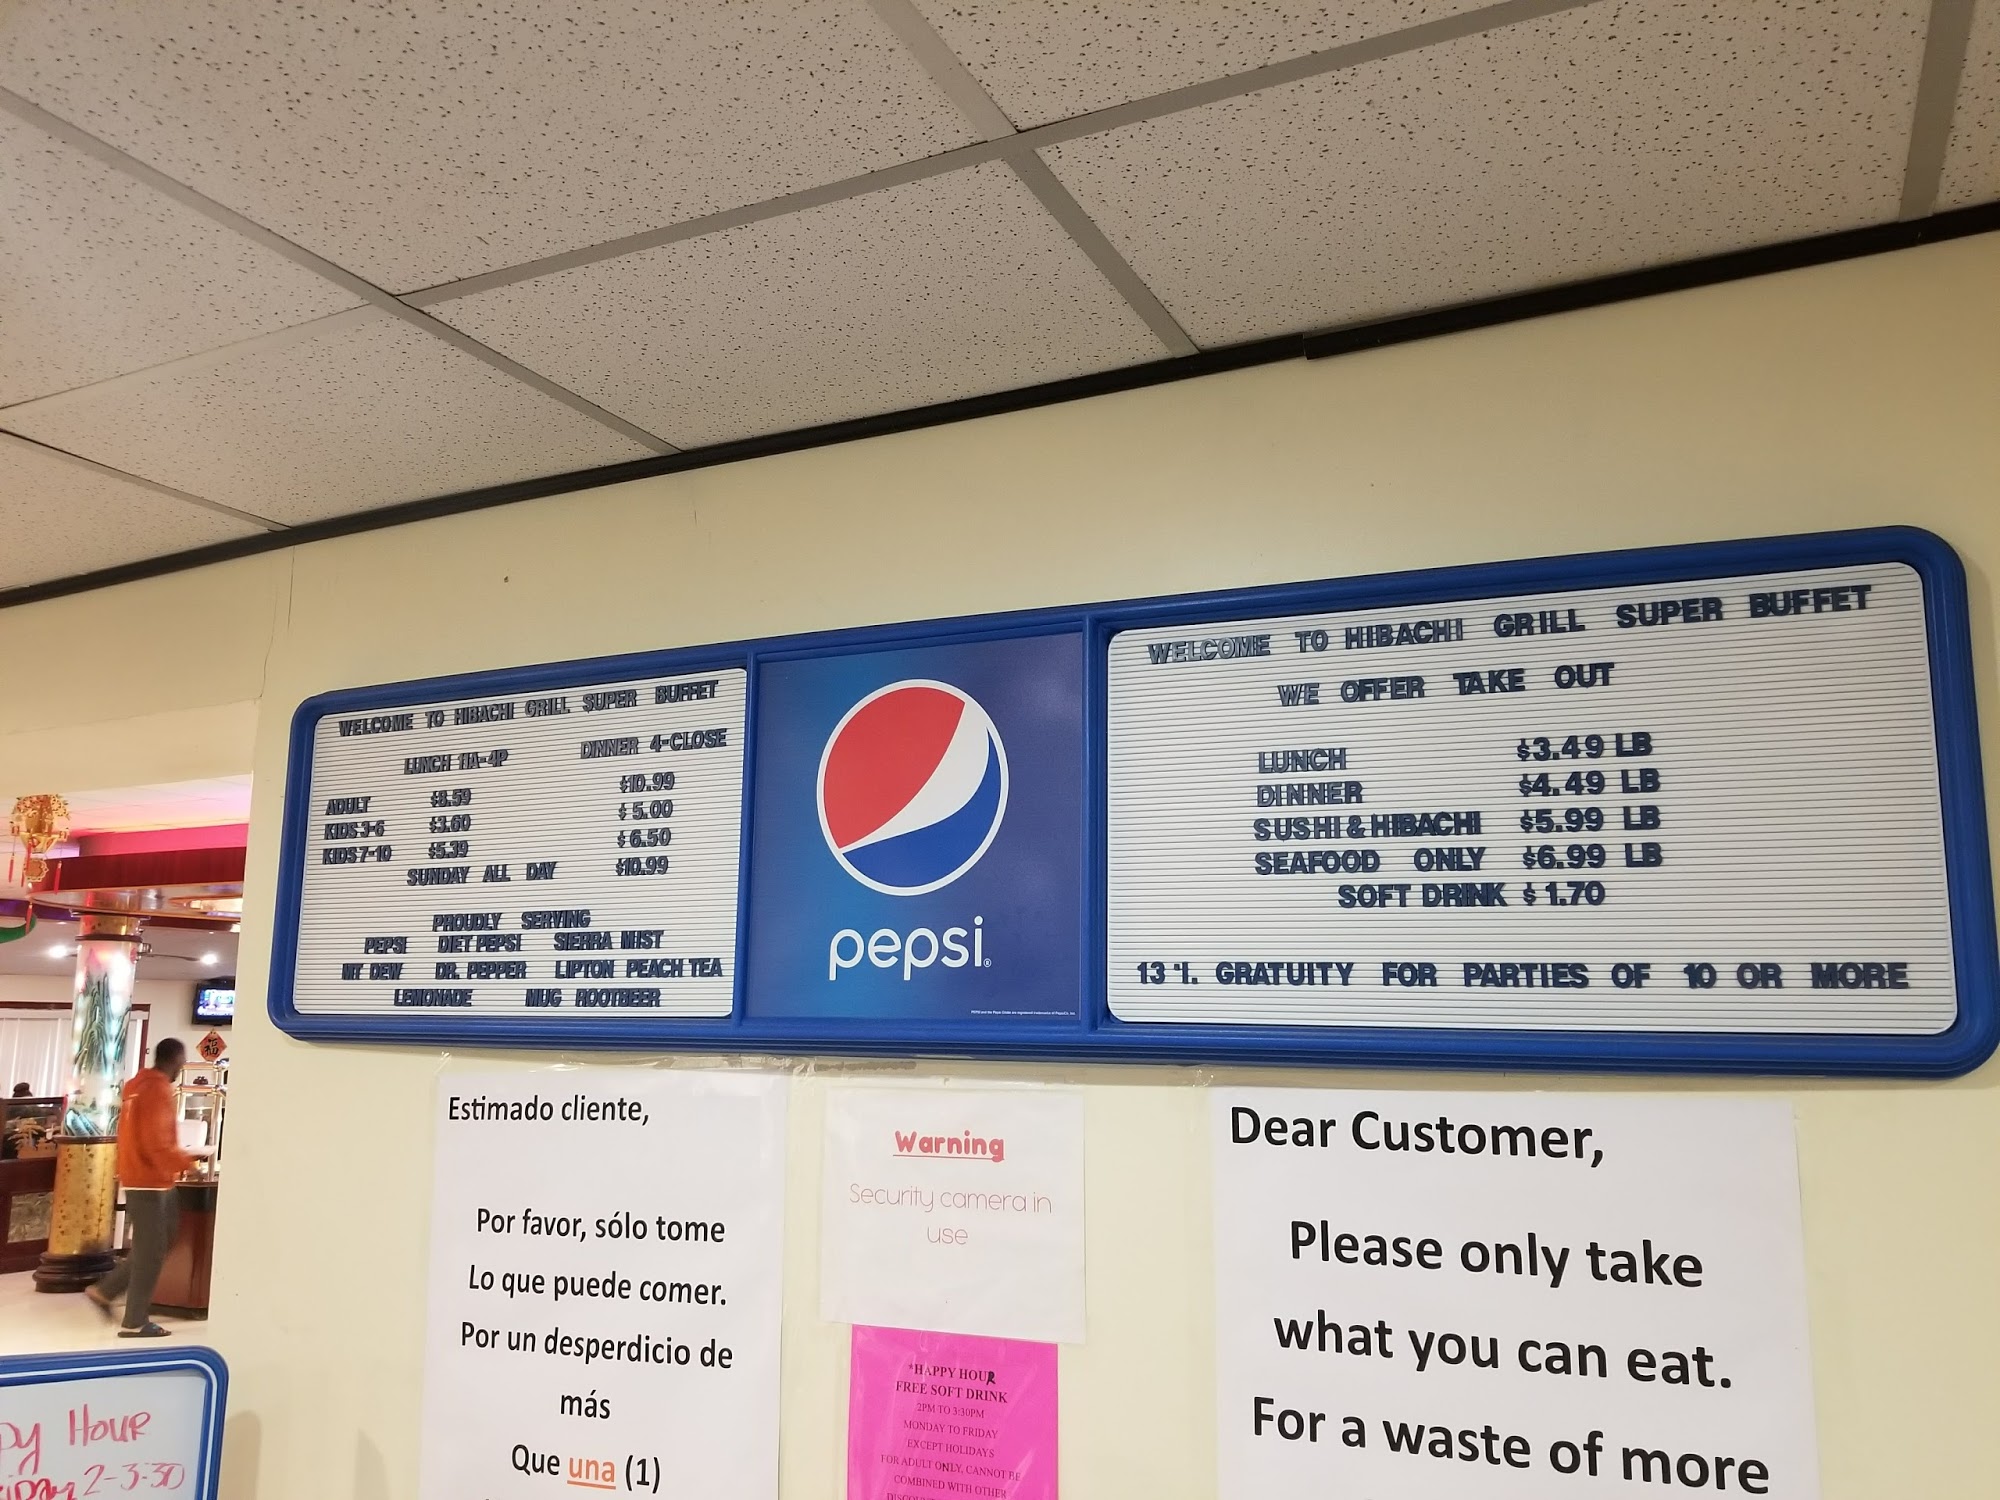 WELCOME TO HIBACHI GRILL SUPER BUFFET
LUNCH 11A-4P DINNER 4-CLOSE
ADULT $8.59 $10.99
KIDS 3-6 $3.60 $5.00
KIDS 7-10 $5.39 $6.50
SUNDAY ALL DAY $10.99
PROUDLY SERVING
PEPSI DIET PEPSI SIERRA MIST
MT DEW DR. PEPPER LIPTON PEACH TEA
LEMONADE MUG ROOTBEER
pepsi
WELCOME TO HIBACHI GRILL SUPER BUFFET
WE OFFER TAKE OUT
LUNCH $3.49 LB
DINNER $4.49 LB
SUSHI & HIBACHI $5.99 LB
SEAFOOD ONLY $6.99 LB
SOFT DRINK $1.70
13 % GRATUITY FOR PARTIES OF 10 OR MORE
Estimado cliente,
Por favor, sólo tome
Lo que puede comer.
Por un desperdicio de
más
Que una (1)
Warning
Security camera in
use
*HAPPY HOUR
FREE SOFT DRINK
2PM TO 3:30PM
MONDAY TO FRIDAY
EXCEPT HOLIDAYS
FOR ADULT ONLY, CANNOT BE
COMBINED WITH OTHER
Dear Customer,
Please only take
what you can eat.
For a waste of more
py Hour
2-3:30
福